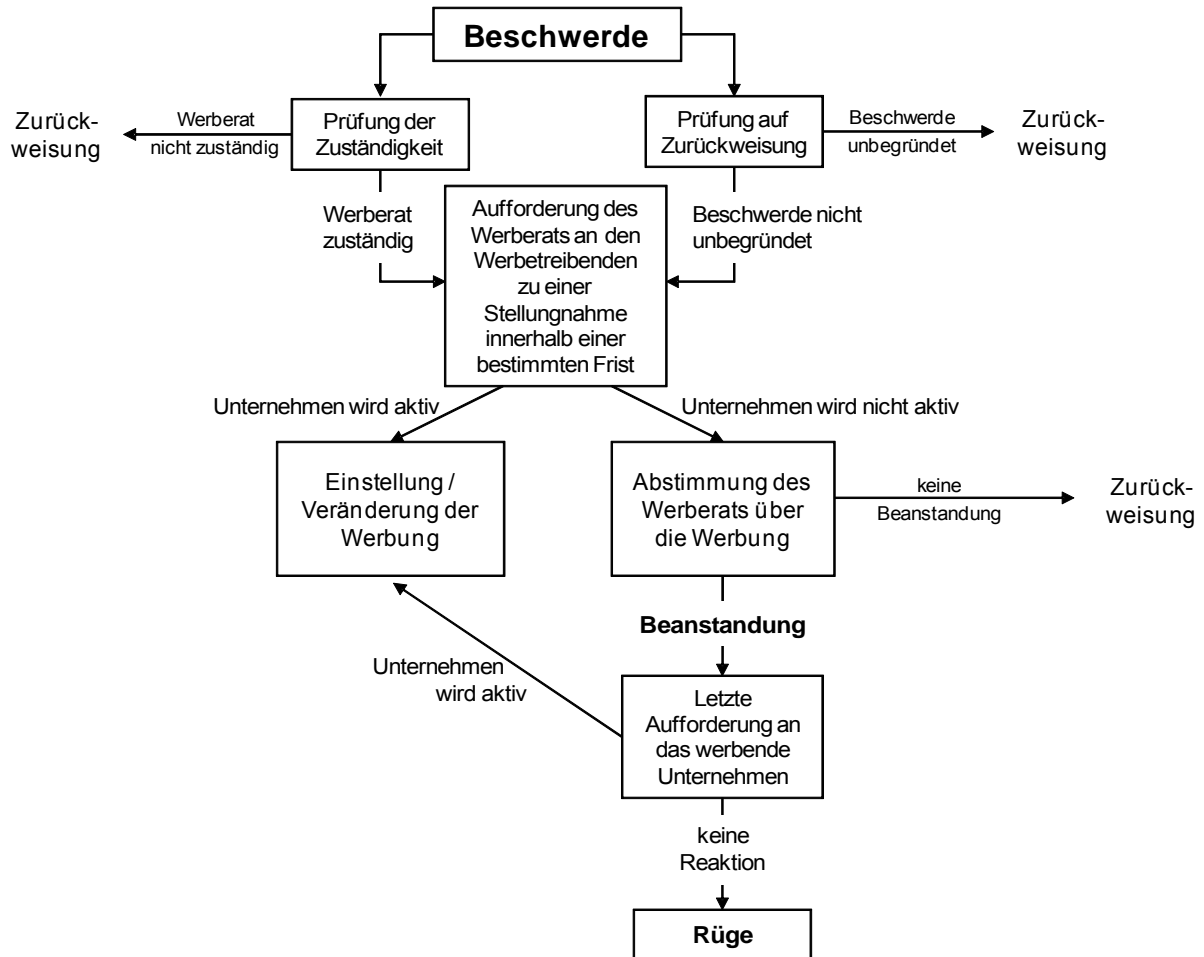 Beschwerde
Zurück-
weisung
Werberat
nicht zuständig
Prüfung der
Zuständigkeit
Prüfung auf
Zurückweisung
Beschwerde
unbegründet
Zurück-
weisung
Werberat
zuständig
Aufforderung des
Werberats an den
Werbetreibenden
zu einer
Stellungnahme
innerhalb einer
bestimmten Frist
Beschwerde nicht
unbegründet
Unternehmen wird aktiv
Unternehmen wird nicht aktiv
Einstellung /
Veränderung der
Werbung
Abstimmung des
Werberats über
die Werbung
keine
Beanstandung
Zurück-
weisung
Beanstandung
Unternehmen
wird aktiv
Letzte
Aufforderung an
das werbende
Unternehmen
keine
Reaktion
Rüge